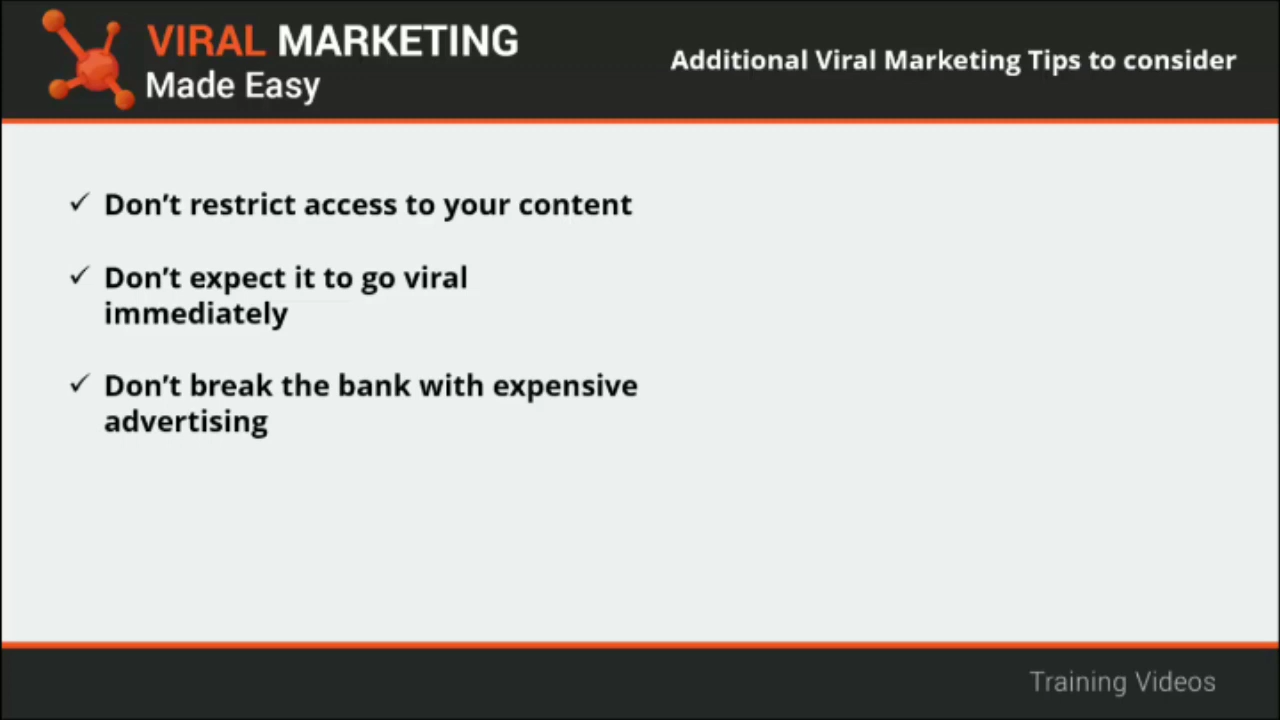 VIRAL MARKETING
Made Easy
Additional Viral Marketing Tips to consider
✓ Don’t restrict access to your content
✓ Don’t expect it to go viral
immediately
✓ Don’t break the bank with expensive
advertising
Training Videos